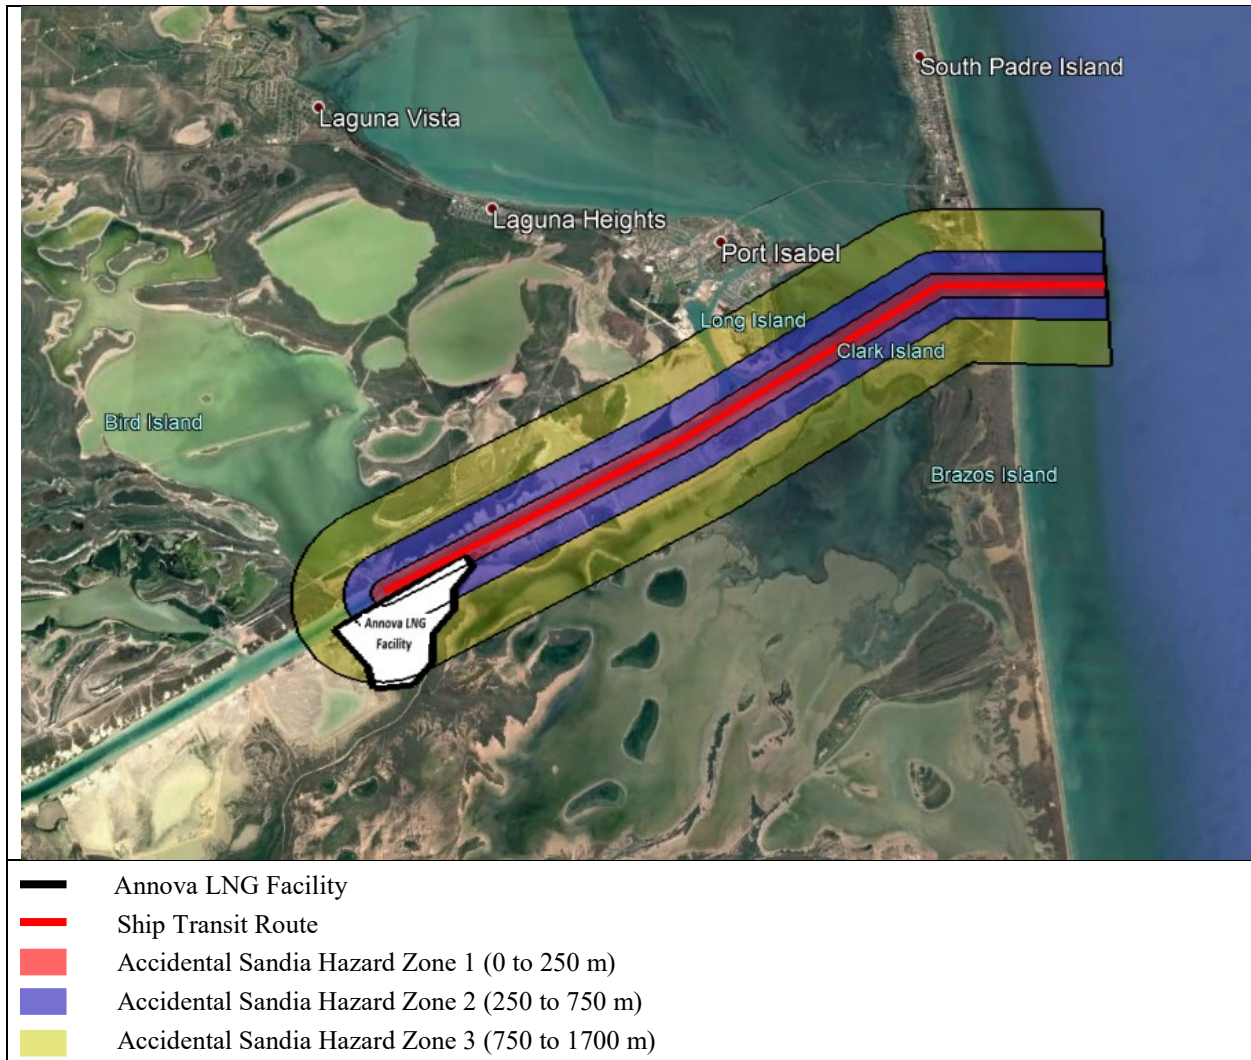 South Padre Island
Laguna Vista
Laguna Heights
Port Isabel
Long Island
Clark Island
Bird Island
Brazos Island
Annova LNG
Facility
Annova LNG Facility
Ship Transit Route
Accidental Sandia Hazard Zone 1 (0 to 250 m)
Accidental Sandia Hazard Zone 2 (250 to 750 m)
Accidental Sandia Hazard Zone 3 (750 to 1700 m)